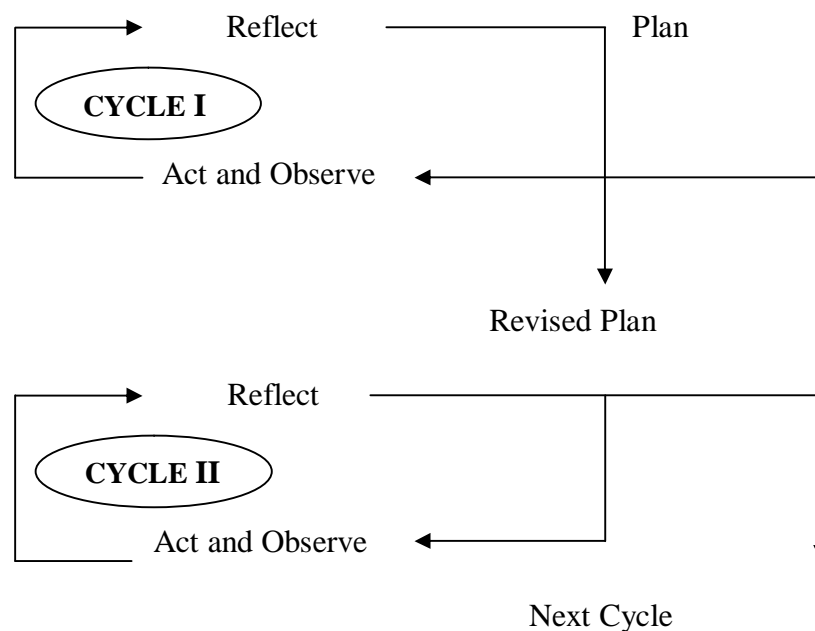 Reflect Plan
CYCLE I
Act and Observe
Revised Plan
Reflect
CYCLE II
Act and Observe
Next Cycle